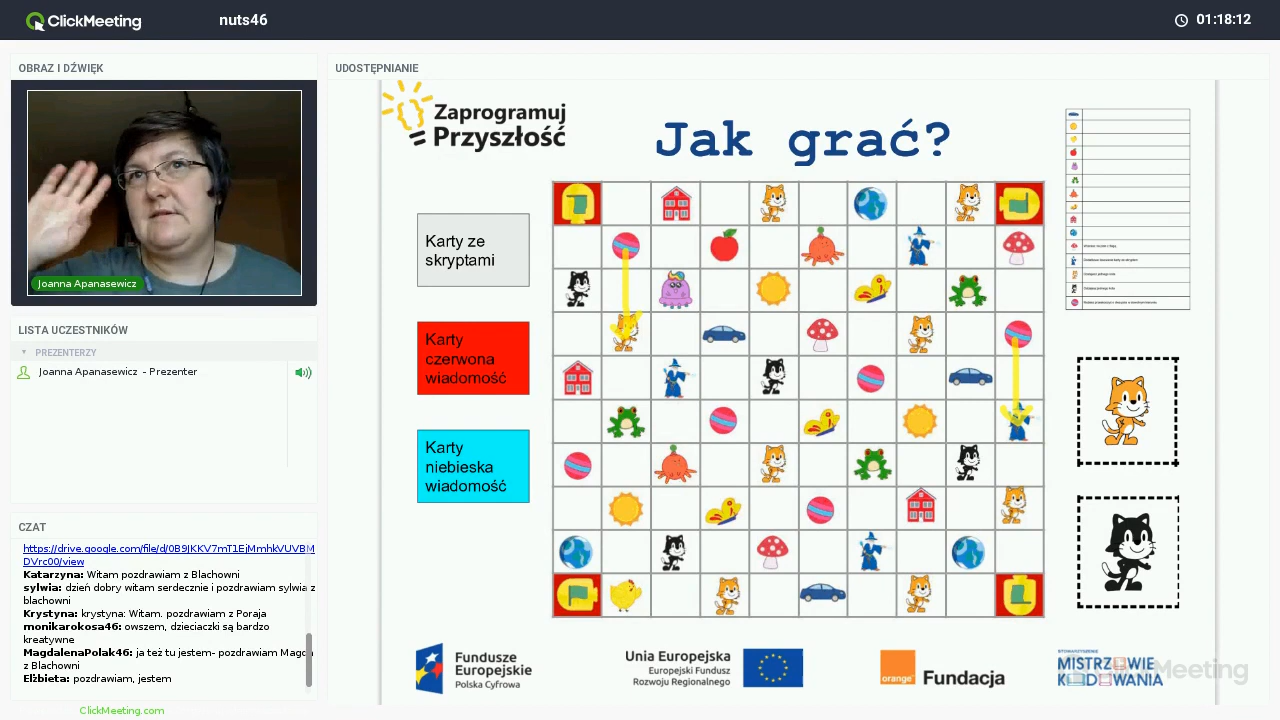 ClickMeeting
nuts46
01:18:12
OBRAZ I DŹWIĘK
Joanna Apanasewicz
LISTA UCZESTNIKÓW
PREZENTERZY
Joanna Apanasewicz - Prezenter
CZAT
https://drive.google.com/file/d/0B9JKKV7mT1EjMmhkVUVBM
DVrc00/view
Katarzyna: Witam pozdrawiam z Blachowni
sylwia: dzień dobry witam serdecznie i pozdrawiam sylwia z
blachowni
Krystyna: krystyna: Witam. pozdrawiam z Poraja
monikarokosa46: owszem, dzieciaczki są bardzo
kreatywne
MagdalenaPolak46: ja też tu jestem- pozdrawiam Magda
z Blachowni
Elżbieta: pozdrawiam, jestem
ClickMeeting.com
UDOSTĘPNIANIE
Zaprogramuj
Przyszłość
Jak grać?
Karty ze
skryptami
Karty
czerwona
wiadomość
Karty
niebieska
wiadomość
Fundusze
Europejskie
Polska Cyfrowa
Unia Europejska
Europejski Fundusz
Rozwoju Regionalnego
orange
Fundacja
STOWARZYSZENIE
MISTRZOWIE
KODOWANIA
ClickMeeting